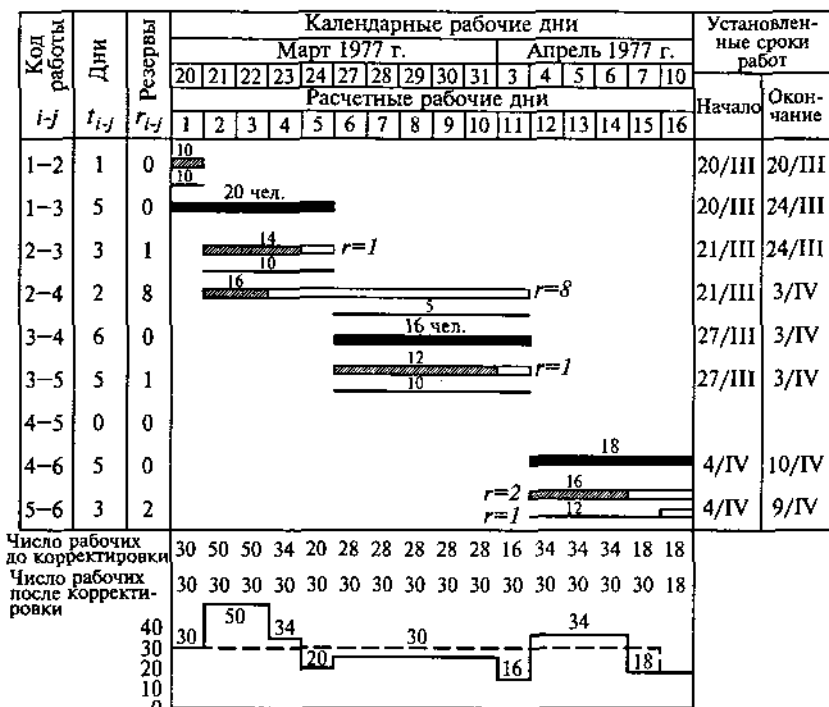 Календарные рабочие дни
Установлен-
ные сроки
работ
Код
работы
Дни
Резервы
Март 1977 г.
Апрель 1977 г.
20 21 22 23 24 27 28 29 30 31 3 4 5 6 7 10
Расчетные рабочие дни
Начало
Окон-
чание
i-j t i-j r i-j
1 2 3 4 5 6 7 8 9 10 11 12 13 14 15 16
10
1–2 1 0 20/III 20/III
10
20 чел.
1–3 5 0 20/III 24/III
14
2–3 3 1 r=1 21/III 24/III
10
16
2–4 2 8 r=8 21/III 3/IV
5
16 чел.
3–4 6 0 27/III 3/IV
12
3–5 5 1 r=1 27/III 3/IV
10
4–5 0 0
18
4–6 5 0 4/IV 10/IV
16
r=2
5–6 3 2 r=1 12 4/IV 9/IV
Число рабочих
до корректировки
30 50 50 34 20 28 28 28 28 28 16 34 34 34 18 18
Число рабочих
после корректи-
ровки
30 30 30 30 30 30 30 30 30 30 30 30 30 30 30 18
40
30
20
10
0
30 50 34 20 30 16 34 18